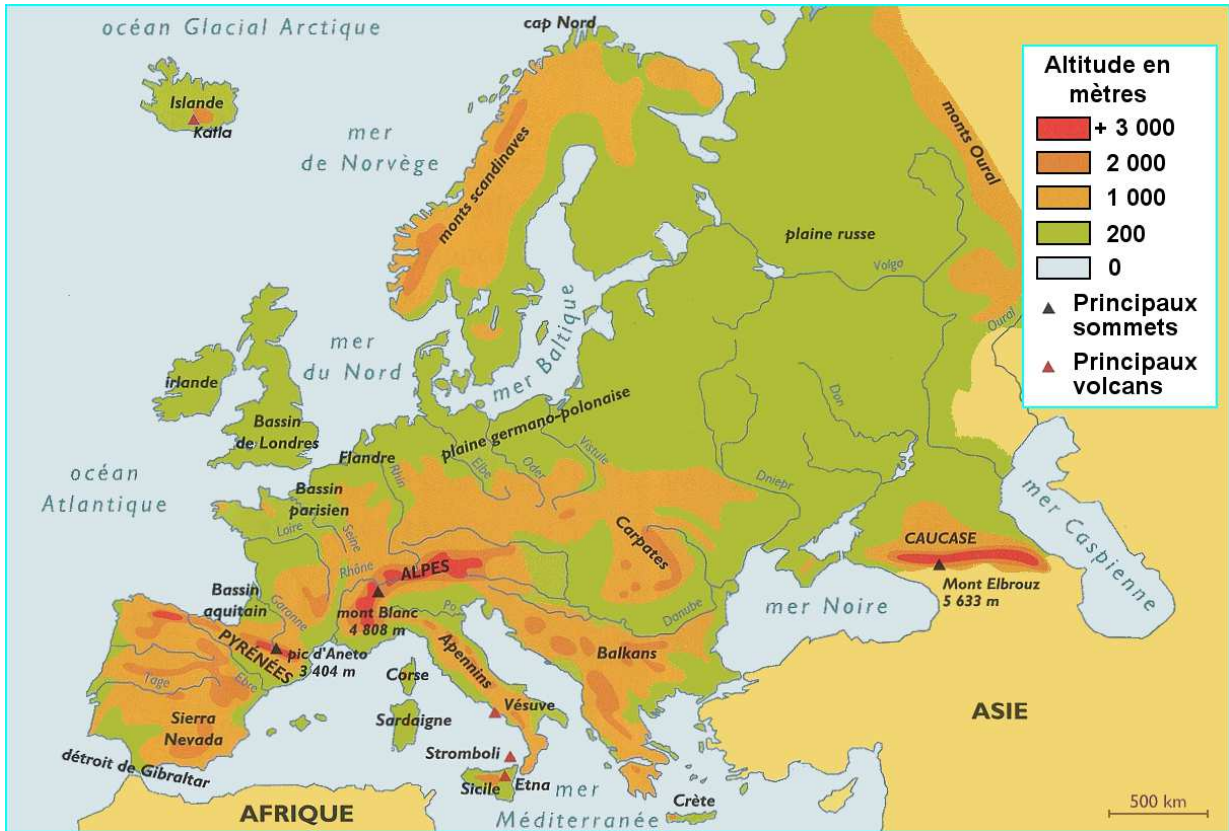 océan Glacial Arctique
cap Nord
Islande
Katla
mer
de Norvège
monts scandinaves
monts Oural
plaine russe
Volga
Oural
Altitude en
mètres
+ 3 000
2 000
1 000
200
0
Principaux
sommets
Principaux
volcans
irlande
Bassin
de Londres
mer
du Nord
mer Baltique
plaine germano-polonaise
Flandre
Rhin
Elbe
Oder
Vistule
Don
Dniepr
océan
Atlantique
Bassin
parisien
Loire
Seine
Rhône
ALPES
Carpates
CAUCASE
Mont Elbrouz
5 633 m
mer Caspienne
Bassin
aquitain
Garonne
mont Blanc
4 808 m
Po
Danube
mer Noire
PYRÉNÉES
pic d'Aneto
3 404 m
Corse
Apennins
Balkans
Tage
Ebre
Sierra
Nevada
Sardaigne
Vésuve
ASIE
Stromboli
détroit de Gibraltar
Sicile
Etna
mer
Méditerranée
Crète
AFRIQUE
500 km